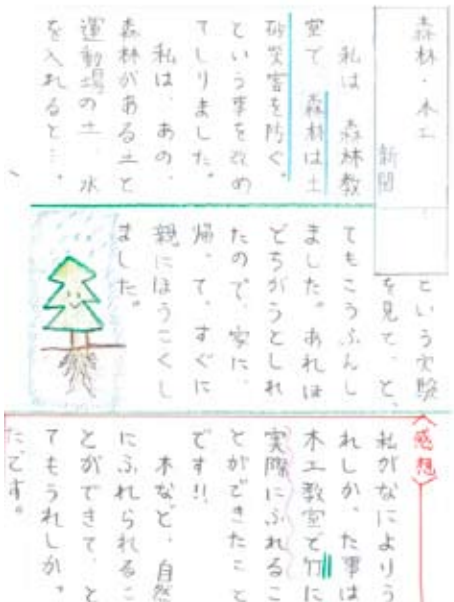 森林・木工
新聞
私は、森林教
室で、森林は土
砂災害を防ぐ。
という事を改め
てしりました。
私は、あの、
森林がある土と
運動場の土、水
を入れると…。
という実験
を見て、と
てもこうふんし
ました。あれほ
どちがうとしれ
たので、家に、
帰って、すぐに
親にほうこくし
ました。
〈感想〉
私がなによりう
れしかった事は
木工教室と竹に
実際にふれるこ
とができたこと
です!!
木など、自然
にふれられるこ
とができて、と
てもうれしかっ
たです。